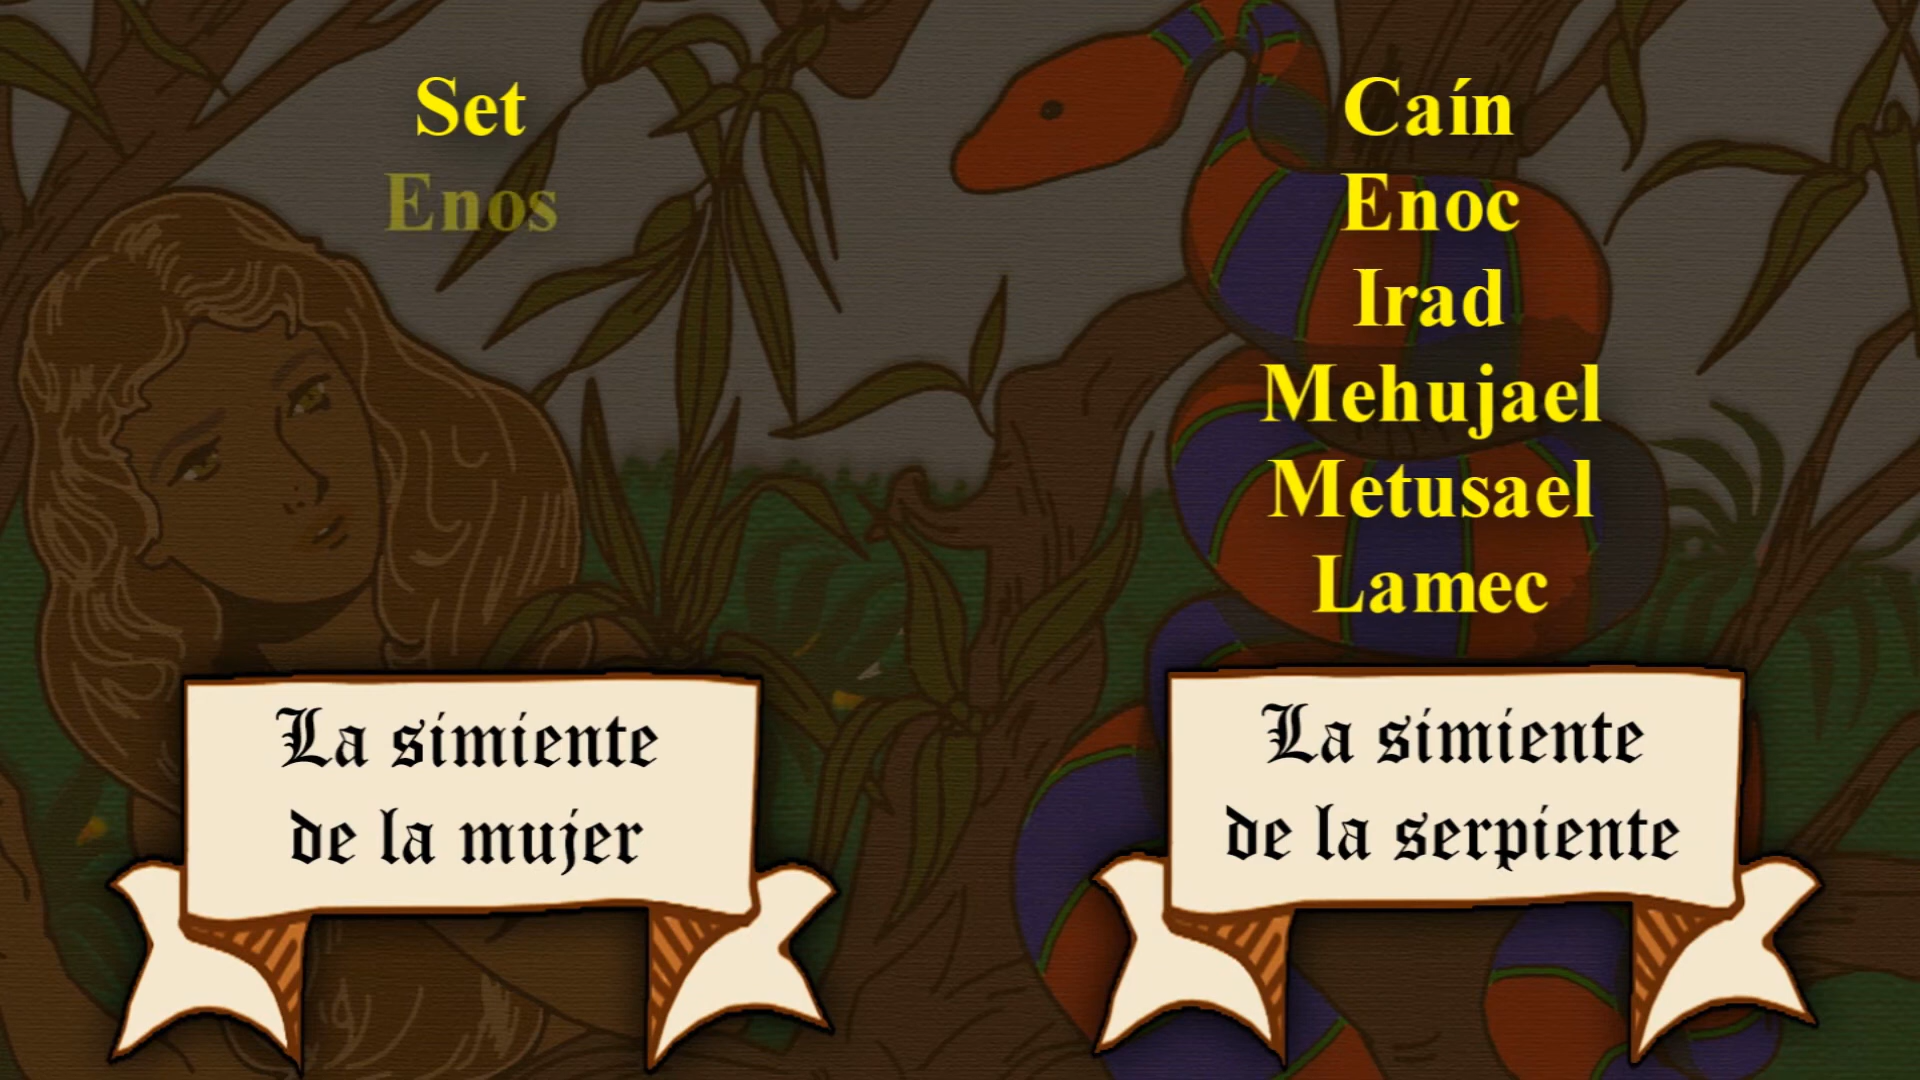 Set
Enos
La simiente
de la mujer
Caín
Enoc
Irad
Mehujael
Metusael
Lamec
La simiente
de la serpiente